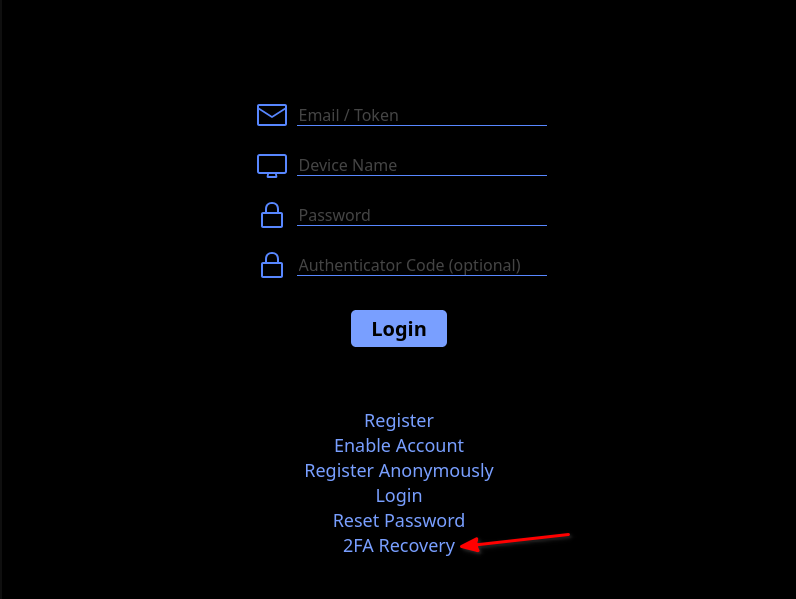 Email / Token
Device Name
Password
Authenticator Code (optional)
Login
Register
Enable Account
Register Anonymously
Login
Reset Password
2FA Recovery